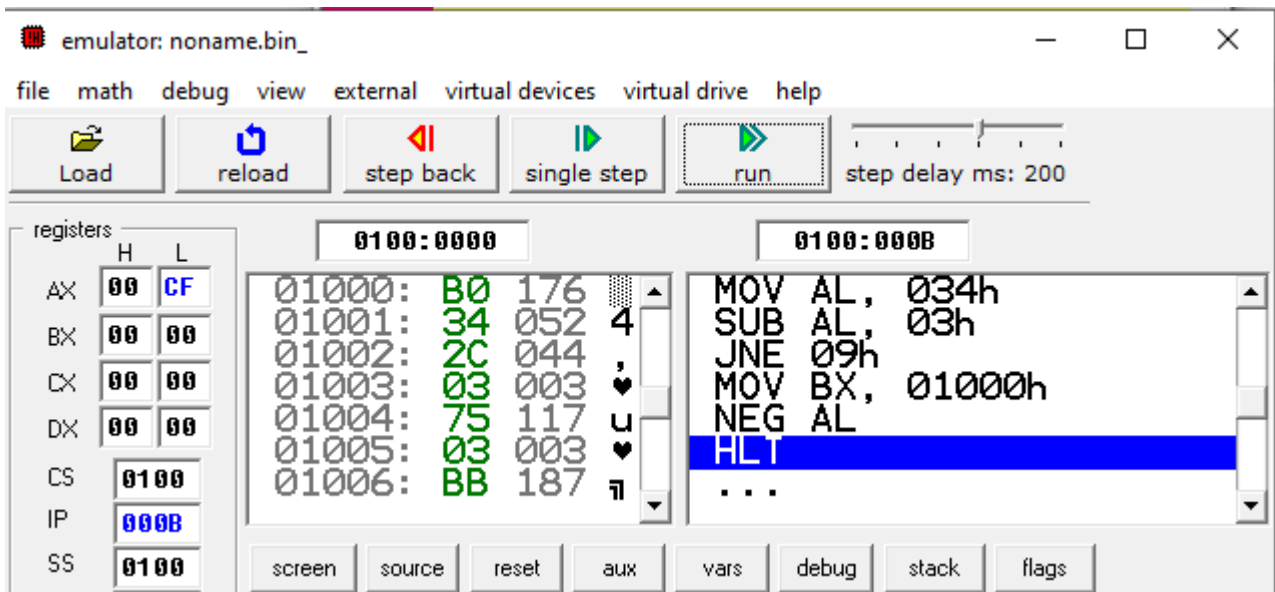 emulator: noname.bin_
file math debug view external virtual devices virtual drive help
Load reload step back single step run step delay ms: 200
registers
H L
0100:0000 0100:000B
AX 00 CF
BX 00 00
CX 00 00
DX 00 00
CS 0100
IP 000B
SS 0100
01000: B0 176 ▒
01001: 34 052 4
01002: 2C 044 ,
01003: 03 003 ♥
01004: 75 117 u
01005: 03 003 ♥
01006: BB 187 ╗
MOV AL, 034h
SUB AL, 03h
JNE 09h
MOV BX, 01000h
NEG AL
HLT
...
screen source reset aux vars debug stack flags